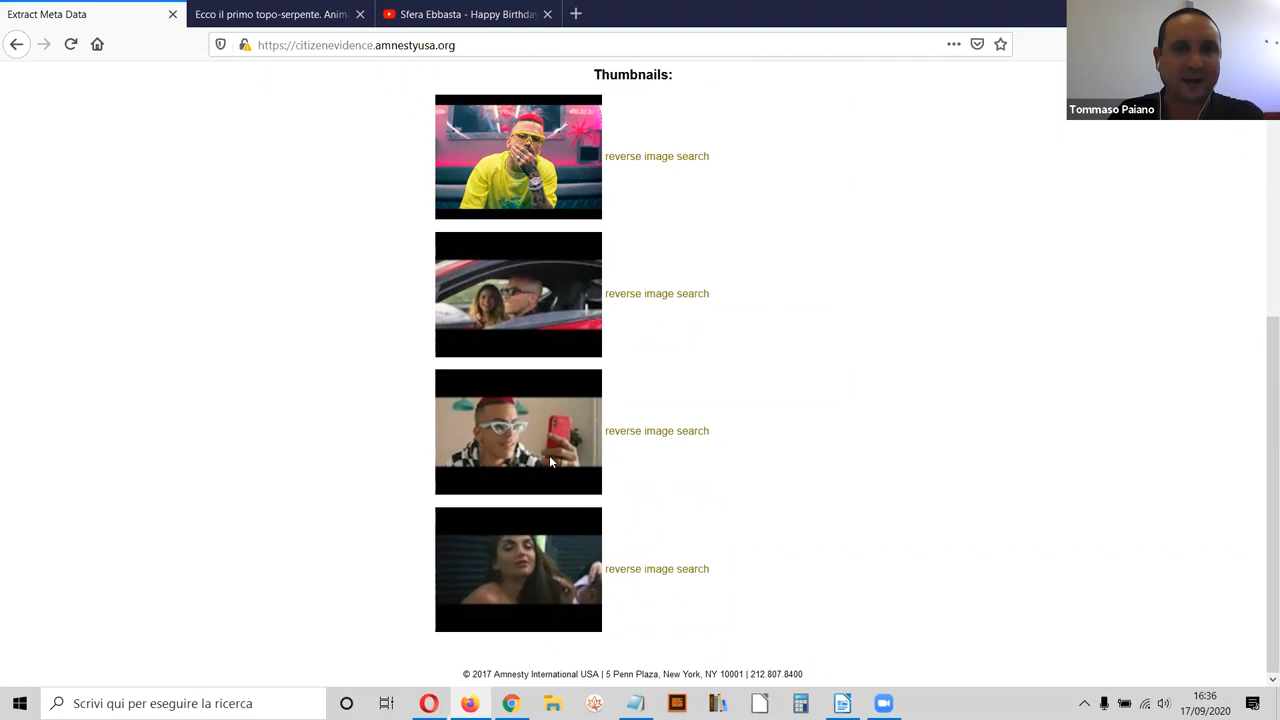 Extract Meta Data
Ecco il primo topo-serpente. Anim
Sfera Ebbasta - Happy Birthday
https://citizenevidence.amnestyusa.org
Tommaso Paiano
Thumbnails:
reverse image search
reverse image search
reverse image search
reverse image search
© 2017 Amnesty International USA | 5 Penn Plaza, New York, NY 10001 | 212.807.8400
Scrivi qui per eseguire la ricerca
16:36
17/09/2020